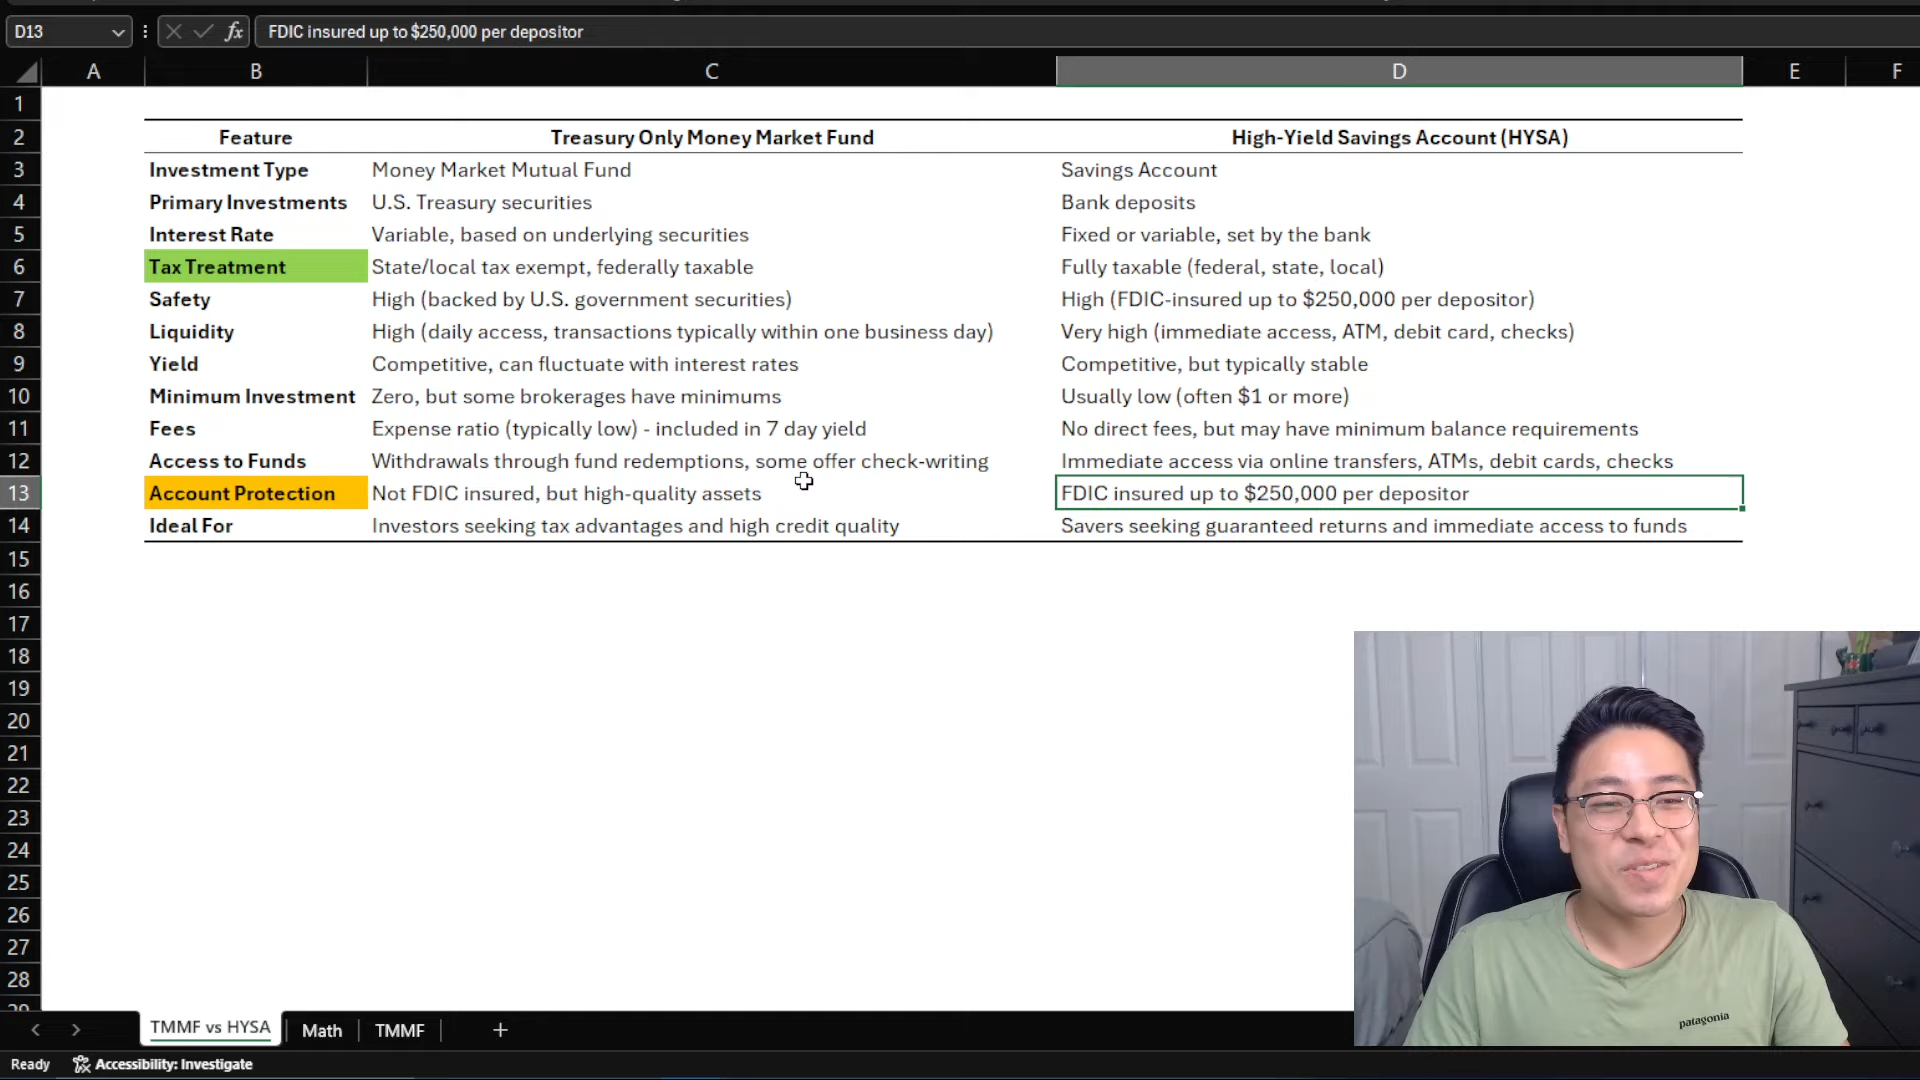 D13 fx FDIC insured up to $250,000 per depositor
A B C D E F
1
2 Feature Treasury Only Money Market Fund High-Yield Savings Account (HYSA)
3 Investment Type Money Market Mutual Fund Savings Account
4 Primary Investments U.S. Treasury securities Bank deposits
5 Interest Rate Variable, based on underlying securities Fixed or variable, set by the bank
6 Tax Treatment State/local tax exempt, federally taxable Fully taxable (federal, state, local)
7 Safety High (backed by U.S. government securities) High (FDIC-insured up to $250,000 per depositor)
8 Liquidity High (daily access, transactions typically within one business day) Very high (immediate access, ATM, debit card, checks)
9 Yield Competitive, can fluctuate with interest rates Competitive, but typically stable
10 Minimum Investment Zero, but some brokerages have minimums Usually low (often $1 or more)
11 Fees Expense ratio (typically low) - included in 7 day yield No direct fees, but may have minimum balance requirements
12 Access to Funds Withdrawals through fund redemptions, some offer check-writing Immediate access via online transfers, ATMs, debit cards, checks
13 Account Protection Not FDIC insured, but high-quality assets FDIC insured up to $250,000 per depositor
14 Ideal For Investors seeking tax advantages and high credit quality Savers seeking guaranteed returns and immediate access to funds
15
16
17
18
19
20
21
22
23
24
25
26
27
28
patagonia
TMMF vs HYSA Math TMMF +
Ready Accessibility: Investigate